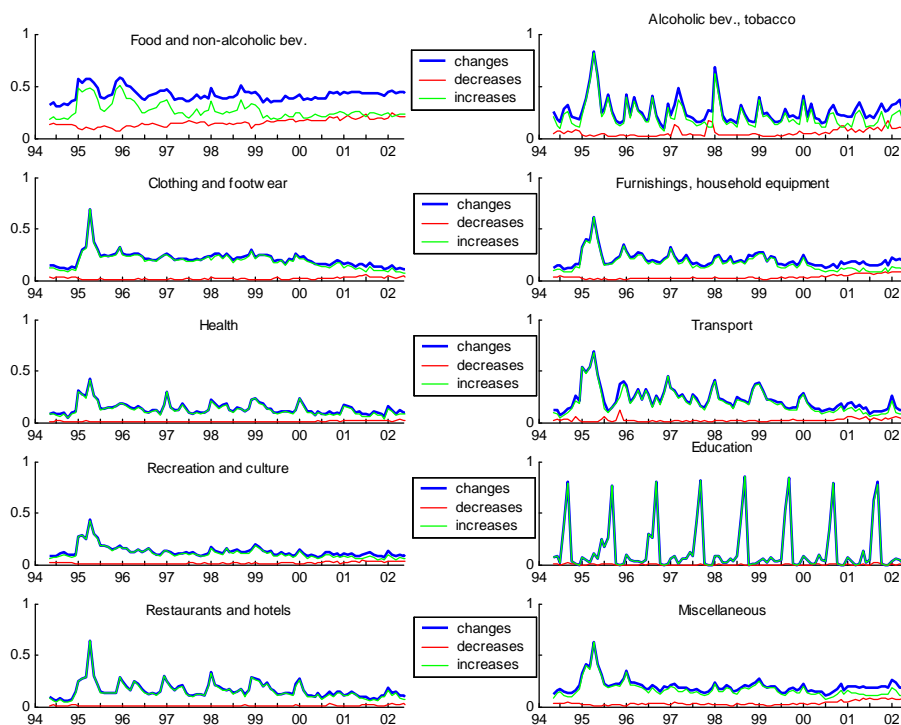 Food and non-alcoholic bev.
1
0.5
0
94 95 96 97 98 99 00 01 02
changes
decreases
increases
Alcoholic bev., tobacco
1
0.5
0
94 95 96 97 98 99 00 01 02
Clothing and footwear
1
0.5
0
94 95 96 97 98 99 00 01 02
changes
decreases
increases
Furnishings, household equipment
1
0.5
0
94 95 96 97 98 99 00 01 02
Health
1
0.5
0
94 95 96 97 98 99 00 01 02
changes
decreases
increases
Transport
1
0.5
0
94 95 96 97 98 99 00 01 02
Recreation and culture
1
0.5
0
94 95 96 97 98 99 00 01 02
changes
decreases
increases
Education
1
0.5
0
94 95 96 97 98 99 00 01 02
Restaurants and hotels
1
0.5
0
94 95 96 97 98 99 00 01 02
changes
decreases
increases
Miscellaneous
1
0.5
0
94 95 96 97 98 99 00 01 02